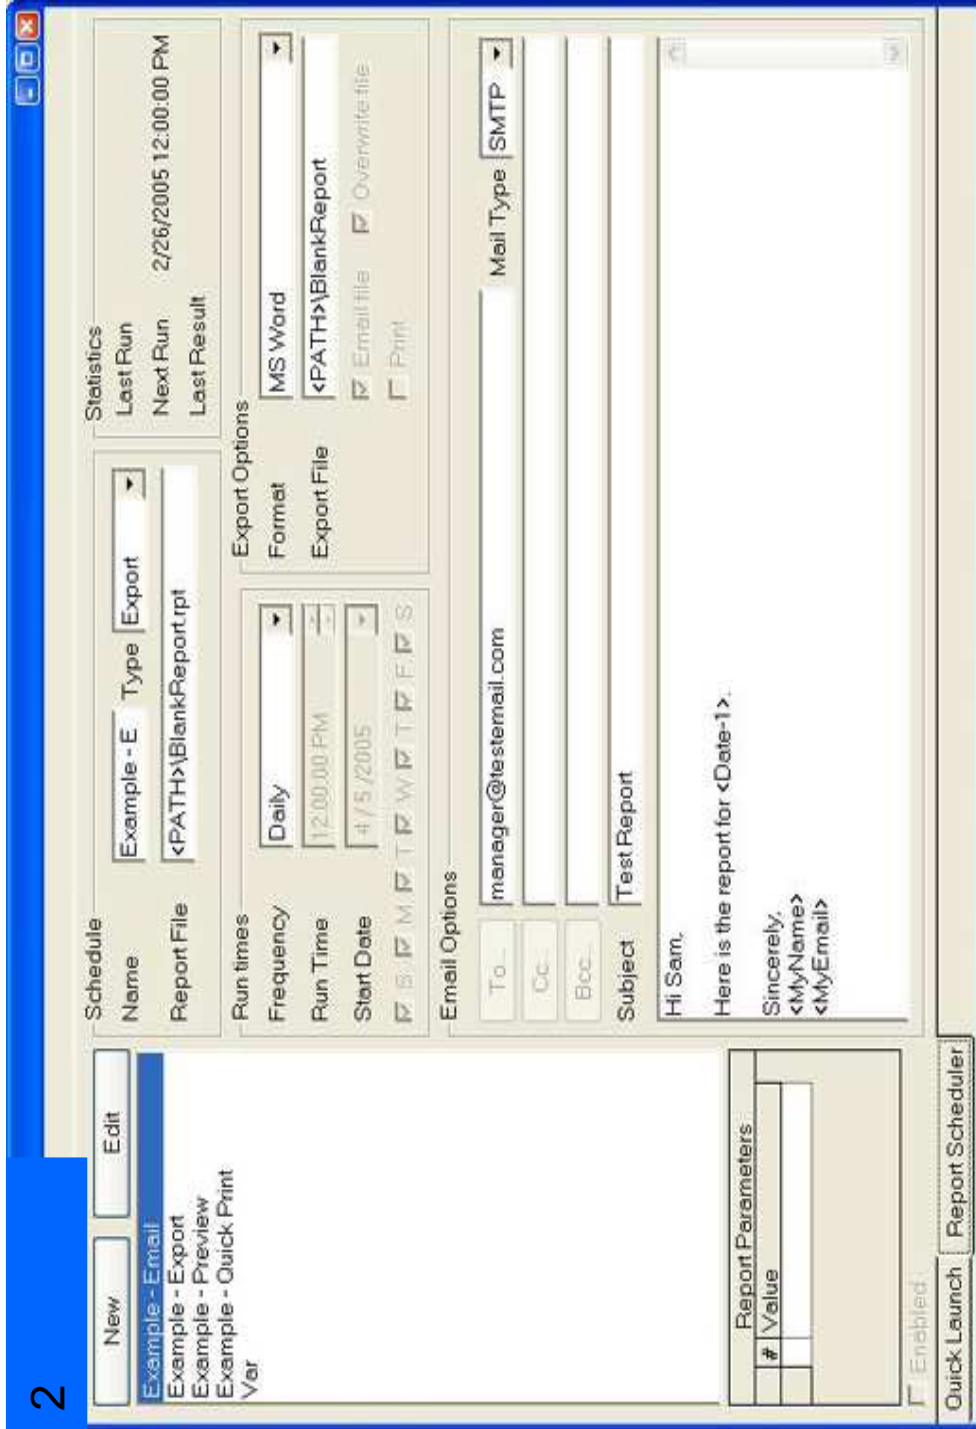 2
New Edit
Example - Email
Example - Export
Example - Preview
Example - Quick Print
Var
Report Parameters
# Value
Enabled
Quick Launch Report Scheduler
Schedule
Name Example - E Type Export
Report File <PATH>\BlankReport.rpt
Statistics
Last Run
Next Run 2/26/2005 12:00:00 PM
Last Result
Run times
Frequency Daily
Run Time 12:00:00 PM
Start Date 4 / 5 /2005
S M T W T F S
Export Options
Format MS Word
Export File <PATH>\BlankReport
Email file Overwrite file
Print
Email Options
To... manager@testemail.com Mail Type SMTP
Cc...
Bcc...
Subject Test Report
Hi Sam,
Here is the report for <Date-1>.
Sincerely,
<MyName>
<MyEmail>